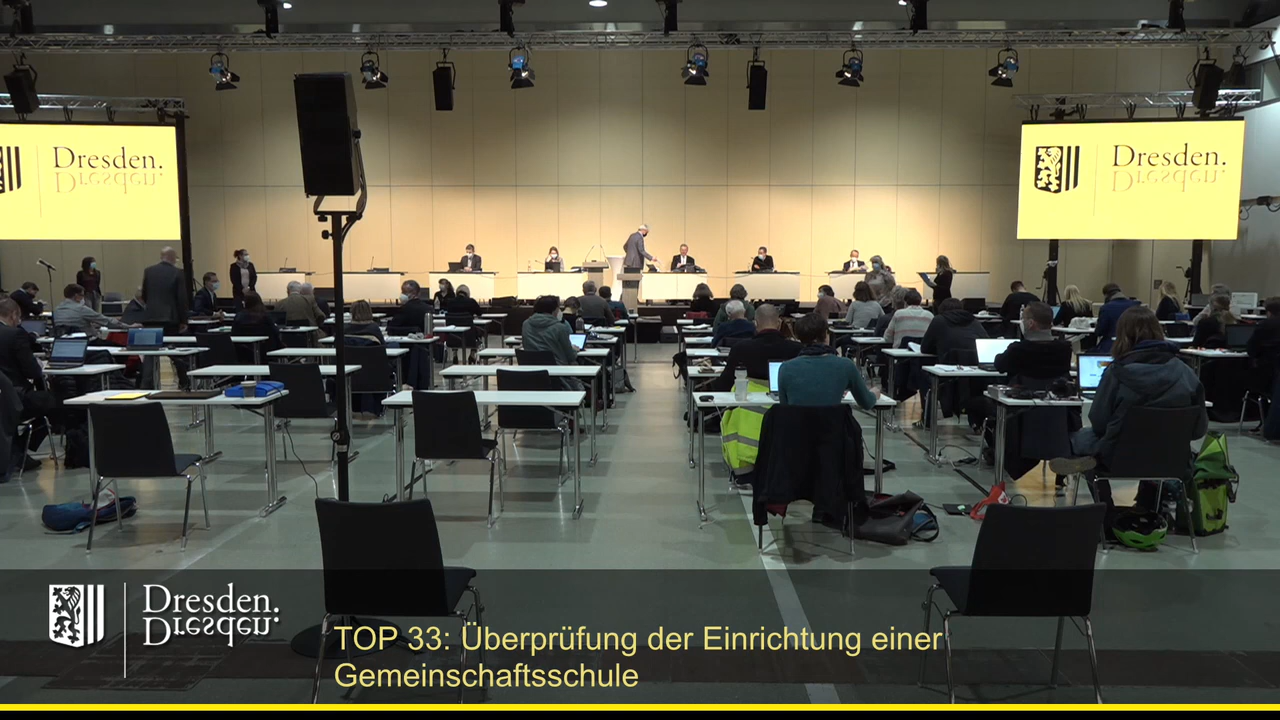 Dresden.
Dresden.
Dresden.
Dresden.
Dresden.
Dresden.
TOP 33: Überprüfung der Einrichtung einer
Gemeinschaftsschule